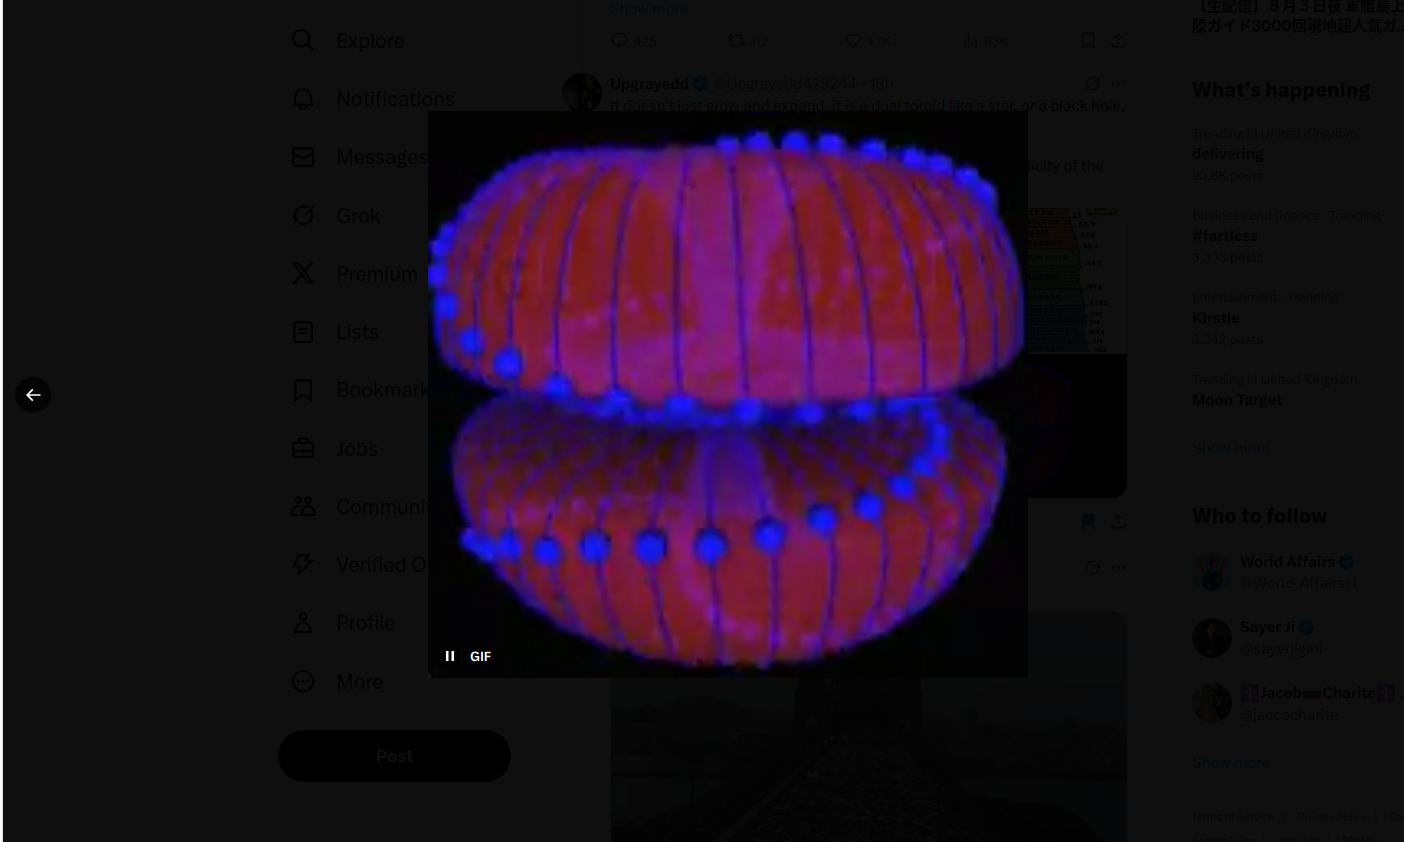 Show more
Explore
425
112
1.7K
93K
【生配信】８月３日夜 軍艦島上
陸ガイド3000回現地超人気ガ...
Notifications
Messages
Grok
Premium
Lists
Bookmark
Jobs
Communi
Verified O
Profile
More
Post
Upgrayedd @Upgrayedd425244 · 18h
It doesn't just grow and expand, it is a dual toroid like a star, or a black hole.
licity of the
GIF
What's happening
Trending in United Kingdom
delivering
23.6K posts
Business and finance · Trending
#fartless
3,333 posts
Entertainment · Trending
Kirstie
3,242 posts
Trending in United Kingdom
Moon Target
Show more
Who to follow
World Affairs
@World_Affairs11
Sayer Ji
@sayerjigmi
Jacob Charite
@jaccocharite
Show more
Terms of Service | Privacy Policy |